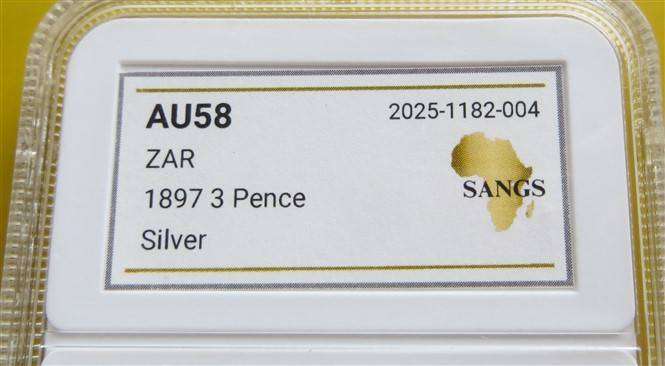 AU58
2025-1182-004
ZAR
1897 3 Pence
SANGS
Silver